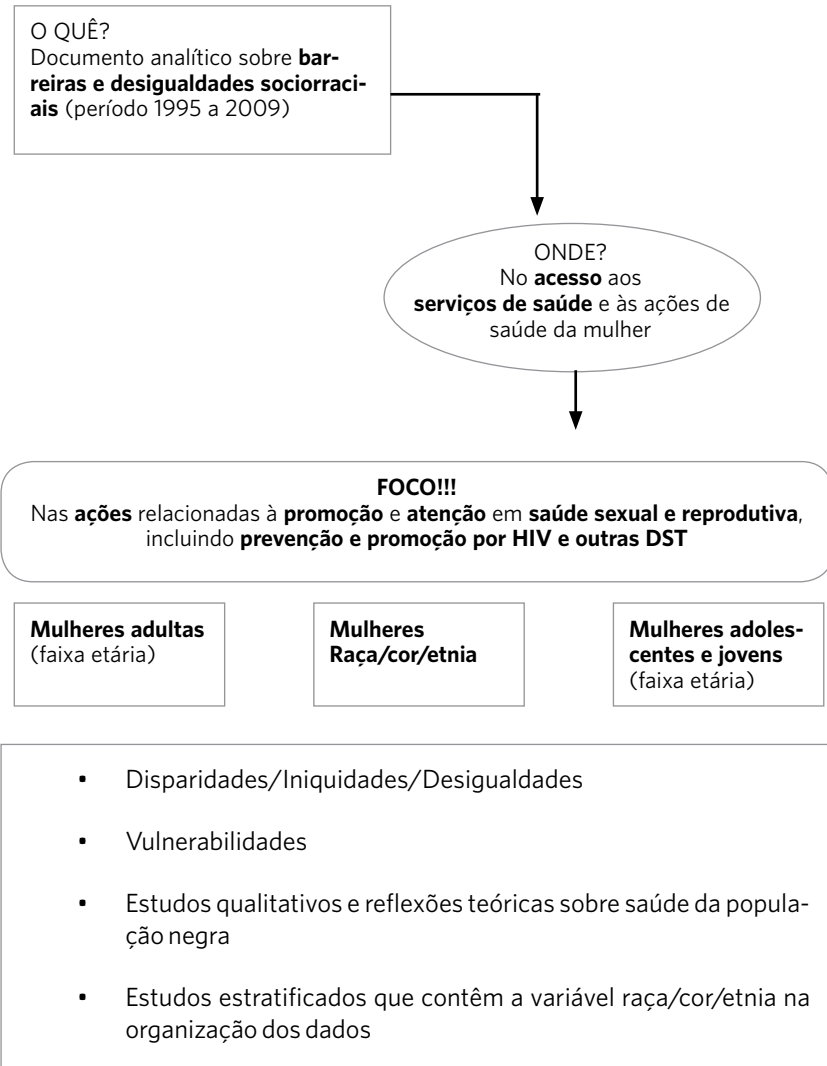 O QUÊ?
Documento analítico sobre bar-
reiras e desigualdades sociorraci-
ais (período 1995 a 2009)
ONDE?
No acesso aos
serviços de saúde e às ações de
saúde da mulher
FOCO!!!
Nas ações relacionadas à promoção e atenção em saúde sexual e reprodutiva,
incluindo prevenção e promoção por HIV e outras DST
Mulheres adultas
(faixa etária)
Mulheres
Raça/cor/etnia
Mulheres adoles-
centes e jovens
(faixa etária)
• Disparidades/Iniquidades/Desigualdades
• Vulnerabilidades
• Estudos qualitativos e reflexões teóricas sobre saúde da popula-
ção negra
• Estudos estratificados que contêm a variável raça/cor/etnia na
organização dos dados